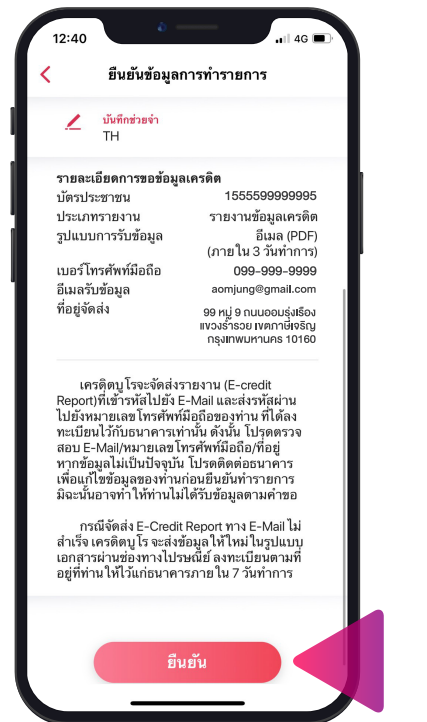 12:40
4G
ยืนยันข้อมูลการทำรายการ
บันทึกช่วยจำ
TH
รายละเอียดการขอข้อมูลเครดิต
บัตรประชาชน 1555599999995
ประเภทรายงาน รายงานข้อมูลเครดิต
รูปแบบการรับข้อมูล อีเมล (PDF)
(ภายใน 3 วันทำการ)
เบอร์โทรศัพท์มือถือ 099-999-9999
อีเมลรับข้อมูล aomjung@gmail.com
ที่อยู่จัดส่ง 99 หมู่ 9 ถนนออมรุ่งเรือง
แขวงร่ำรวย เขตภาษีเจริญ
กรุงเทพมหานคร 10160
เครดิตบูโรจะจัดส่งรายงาน (E-credit
Report)ที่เข้ารหัสไปยัง E-Mail และส่งรหัสผ่าน
ไปยังหมายเลขโทรศัพท์มือถือของท่าน ที่ได้ลง
ทะเบียนไว้กับธนาคารเท่านั้น ดังนั้น โปรดตรวจ
สอบ E-Mail/หมายเลขโทรศัพท์มือถือ/ที่อยู่
หากข้อมูลไม่เป็นปัจจุบัน โปรดติดต่อธนาคาร
เพื่อแก้ไขข้อมูลของท่านก่อนยืนยันทำรายการ
มิฉะนั้นอาจทำให้ท่านไม่ได้รับข้อมูลตามคำขอ
กรณีจัดส่ง E-Credit Report ทาง E-Mail ไม่
สำเร็จ เครดิตบูโร จะส่งข้อมูลให้ใหม่ในรูปแบบ
เอกสารผ่านช่องทางไปรษณีย์ ลงทะเบียนตามที่
อยู่ที่ท่านให้ไว้แก่ธนาคารภายใน 7 วันทำการ
ยืนยัน